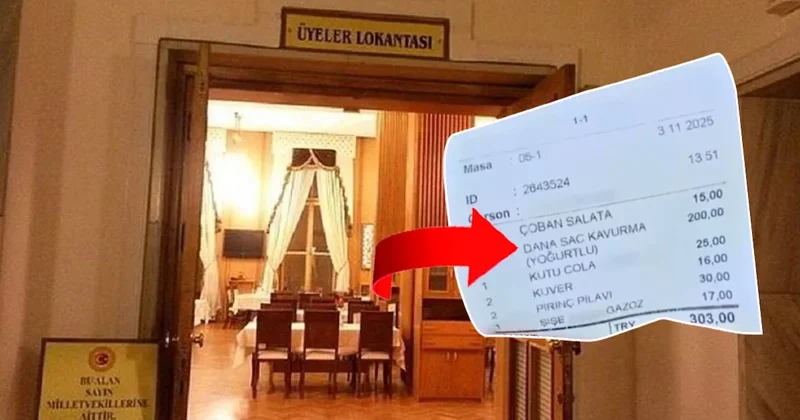 ÜYELER LOKANTASI
1-1
Masa : 05-1 3 11 2025
13:51
ID : 2643524
Garson :
ÇOBAN SALATA 15,00
DANA SAC KAVURMA 200,00
(YOĞURTLU)
1 KUTU COLA 25,00
2 KUVER 16,00
2 PİRİNÇ PİLAVI 30,00
1 ŞİŞE GAZOZ 17,00
TRY 303,00
BU ALAN
SAYIN
MİLLETVEKİLLERİNE
AİTTİR.